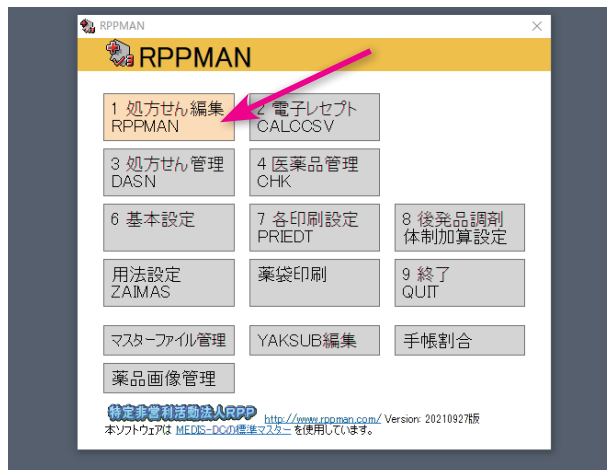 RPPMAN
RPPMAN
1 処方せん編集
RPPMAN
2 電子レセプト
CALCCSV
3 処方せん管理
DASN
4 医薬品管理
CHK
6 基本設定
7 各印刷設定
PRIEDT
8 後発品調剤
体制加算設定
用法設定
ZAIMAS
薬袋印刷
9 終了
QUIT
マスターファイル管理
YAKSUB編集
手帳割合
薬品画像管理
特定非営利活動法人RPP http://www.rppman.com/ Version: 20210927版
本ソフトウェアは MEDIS-DCの標準マスター を使用しています。